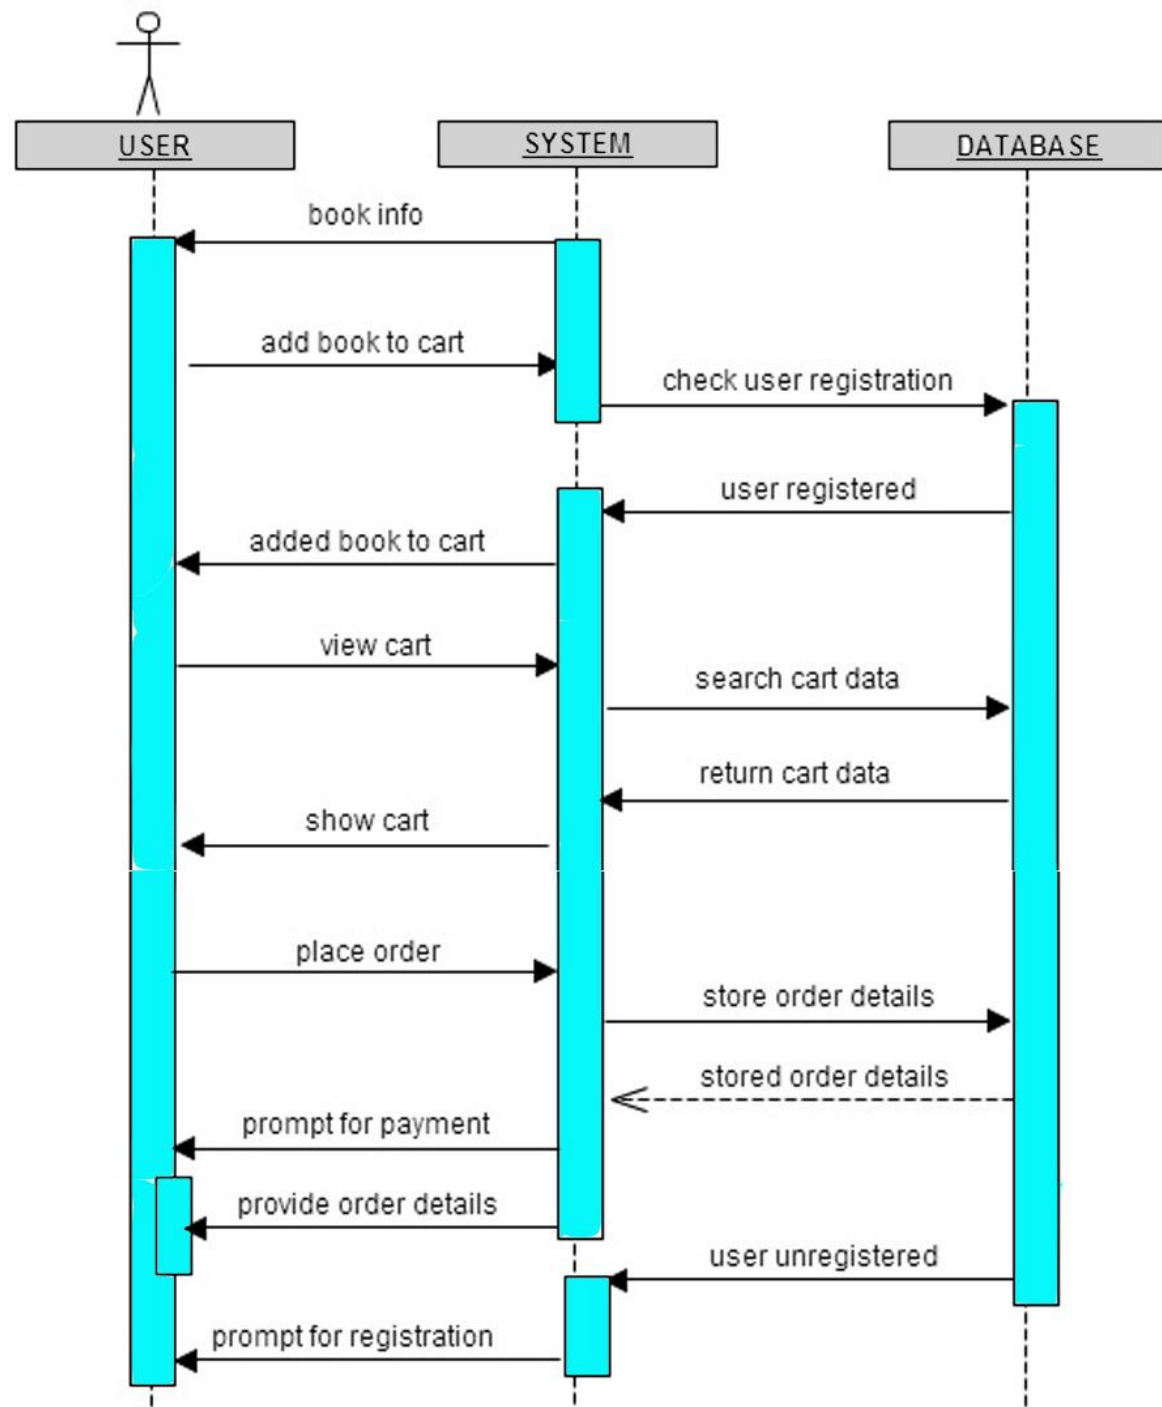 USER
SYSTEM
DATABASE
book info
add book to cart
check user registration
user registered
added book to cart
view cart
search cart data
return cart data
show cart
place order
store order details
stored order details
prompt for payment
provide order details
user unregistered
prompt for registration